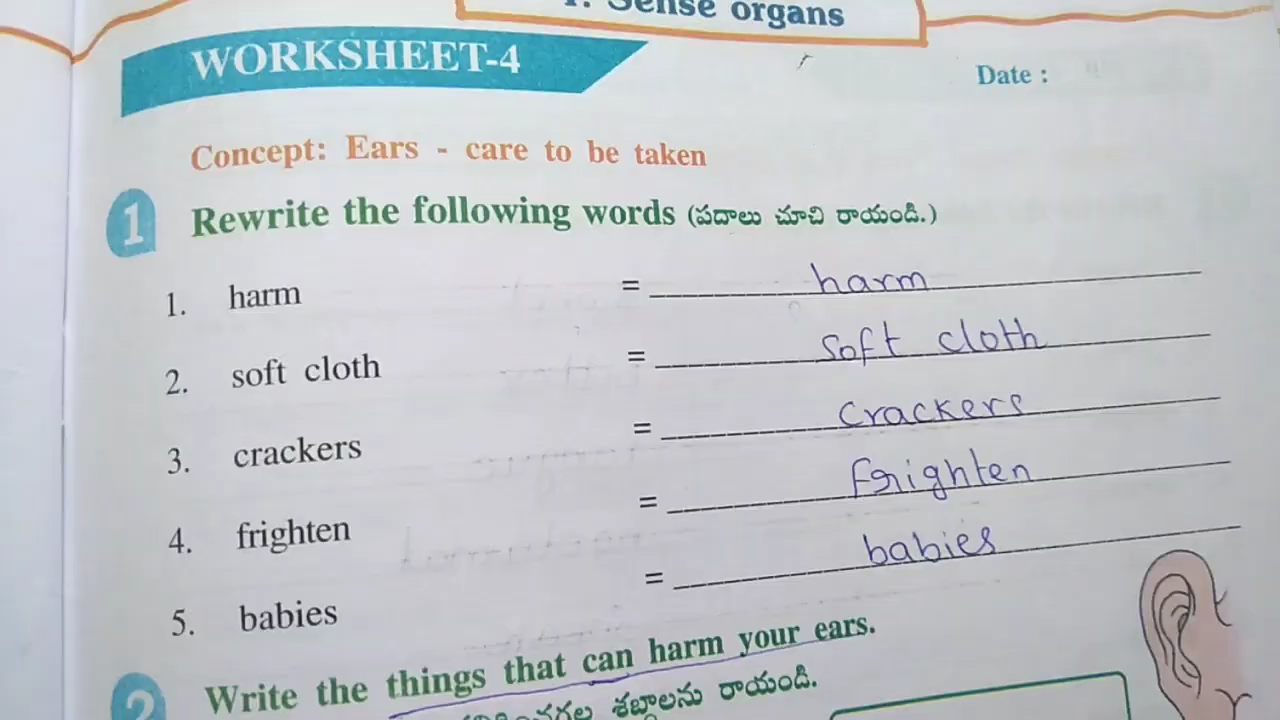 1. Sense organs
WORKSHEET-4
Date :
Concept: Ears - care to be taken
1 Rewrite the following words (పదాలు చూచి రాయండి.)
1. harm = harm
2. soft cloth = soft cloth
3. crackers = crackers
4. frighten = frighten
5. babies = babies
2 Write the things that can harm your ears.
శబ్దాలను రాయండి.